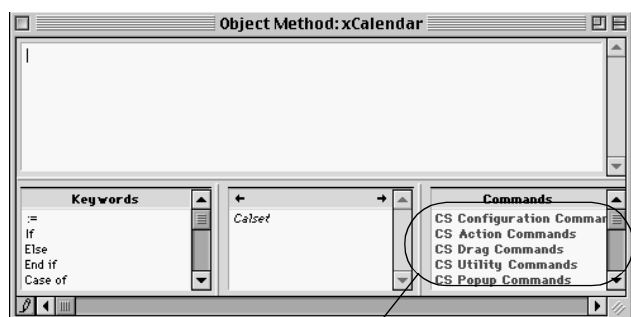 Object Method: xCalendar
Keywords
:=
If
Else
End if
Case of
← →
Calset
Commands
CS Configuration Commar
CS Action Commands
CS Drag Commands
CS Utility Commands
CS Popup Commands